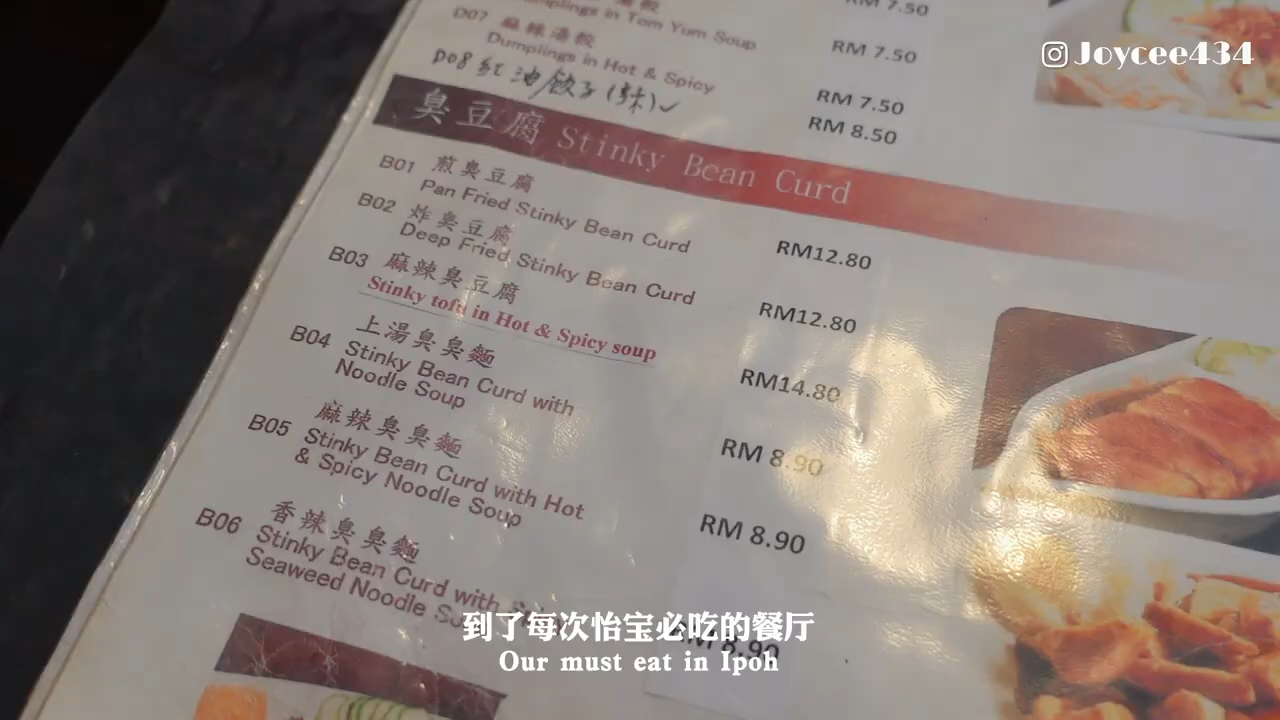 RM 7.50
Dumplings in Tom Yum Soup
RM 7.50
D07 麻辣湯餃
Dumplings in Hot & Spicy
RM 7.50
D08 紅油餃子
RM 8.50
臭豆腐 Stinky Bean Curd
B01 煎臭豆腐
Pan Fried Stinky Bean Curd
RM12.80
B02 炸臭豆腐
Deep Fried Stinky Bean Curd
RM12.80
B03 麻辣臭豆腐
Stinky tofu in Hot & Spicy soup
RM14.80
B04 上湯臭臭麵
Stinky Bean Curd with
Noodle Soup
RM 8.90
B05 麻辣臭臭麵
Stinky Bean Curd with Hot
& Spicy Noodle Soup
RM 8.90
B06 香辣臭臭麵
Stinky Bean Curd with
Seaweed Noodle
RM 8.90
Joycee434
到了每次怡宝必吃的餐厅
Our must eat in Ipoh